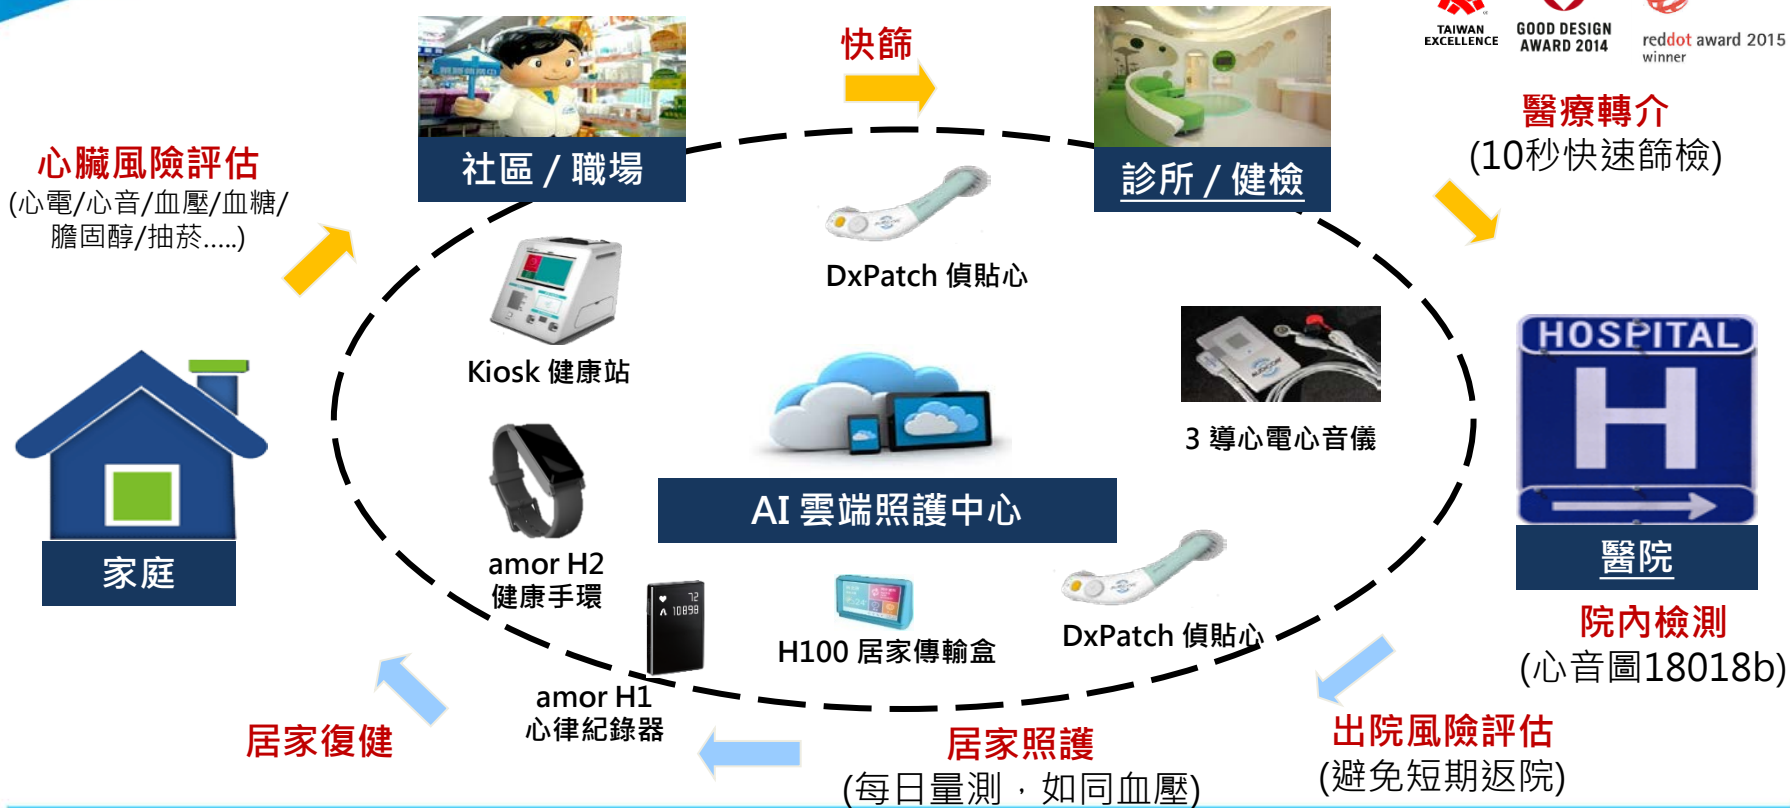 TAIWAN
EXCELLENCE
GOOD DESIGN
AWARD 2014
reddot award 2015
winner
快篩
醫療轉介
(10秒快速篩檢)
心臟風險評估
(心電/心音/血壓/血糖/
膽固醇/抽菸.....)
社區 / 職場
診所 / 健檢
DxPatch 偵貼心
Kiosk 健康站
HOSPITAL
H
3 導心電心音儀
AI 雲端照護中心
家庭
醫院
amor H2
健康手環
72
10898
H100 居家傳輸盒
DxPatch 偵貼心
院內檢測
(心音圖18018b)
amor H1
心律紀錄器
居家復健
居家照護
(每日量測，如同血壓)
出院風險評估
(避免短期返院)